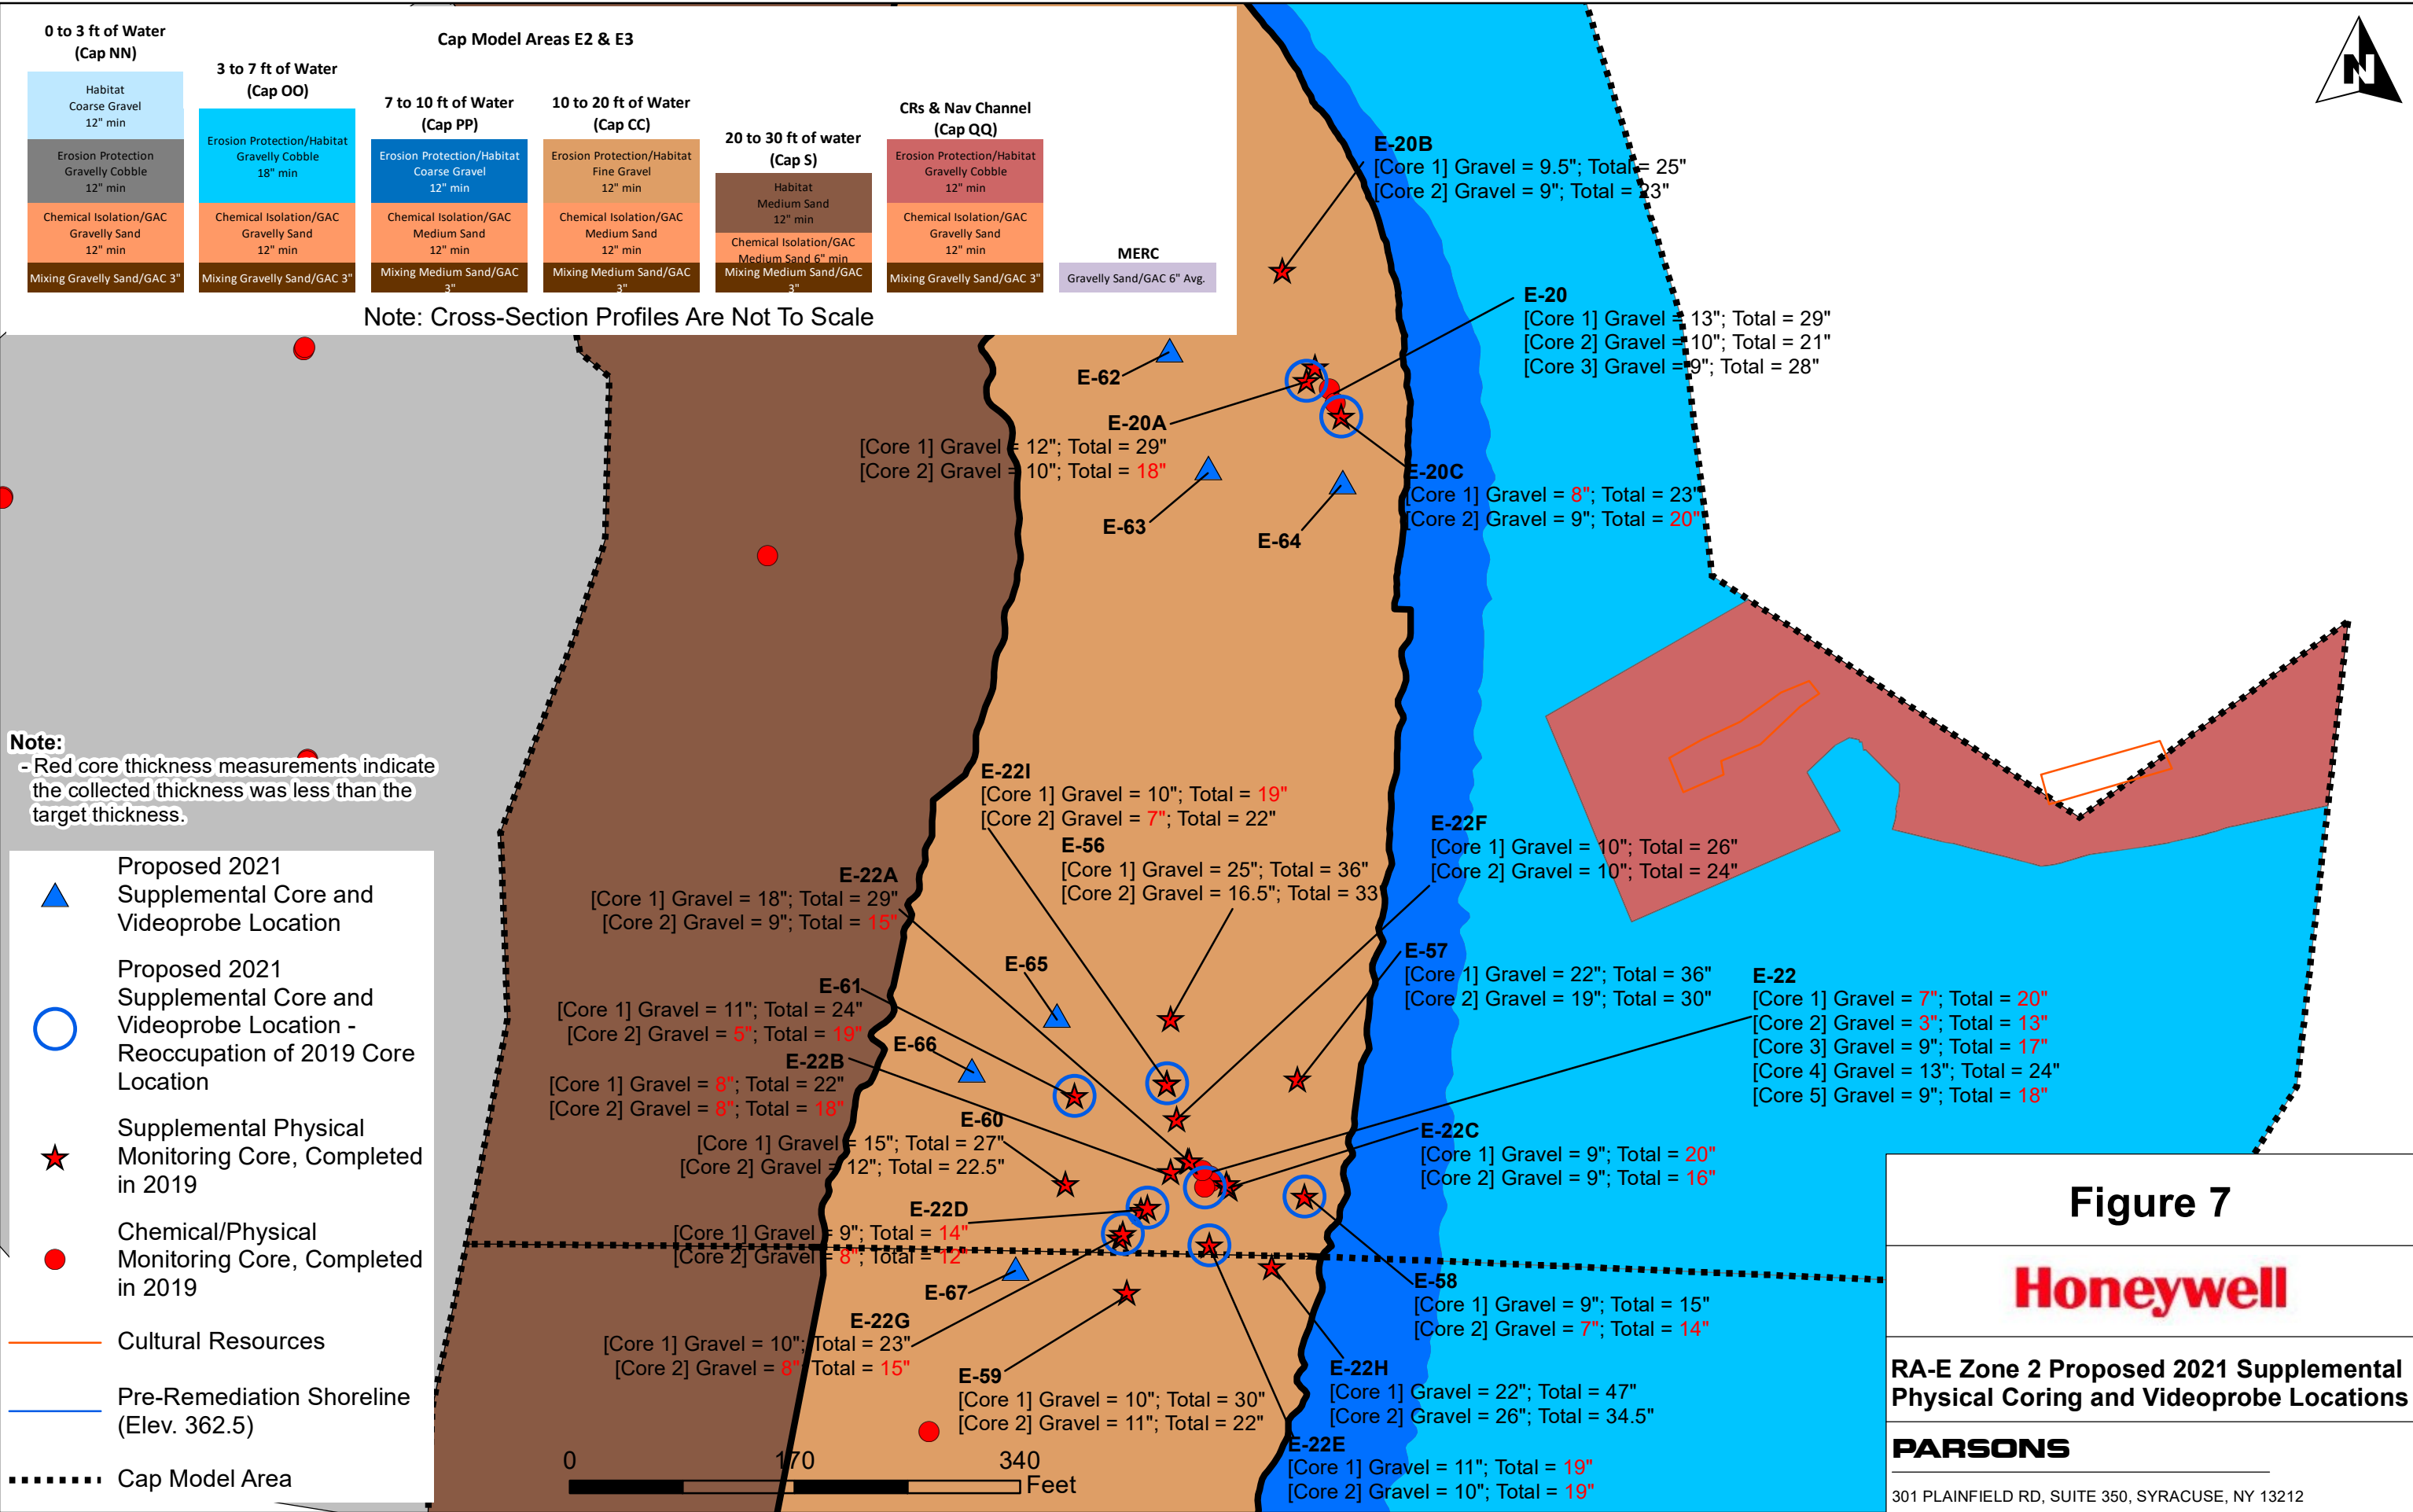 Cap Model Areas E2 & E3
0 to 3 ft of Water
(Cap NN)
Habitat
Coarse Gravel
12" min
Erosion Protection
Gravelly Cobble
12" min
Chemical Isolation/GAC
Gravelly Sand
12" min
Mixing Gravelly Sand/GAC 3"
3 to 7 ft of Water
(Cap OO)
Erosion Protection/Habitat
Gravelly Cobble
18" min
Chemical Isolation/GAC
Gravelly Sand
12" min
Mixing Gravelly Sand/GAC 3"
7 to 10 ft of Water
(Cap PP)
Erosion Protection/Habitat
Coarse Gravel
12" min
Chemical Isolation/GAC
Medium Sand
12" min
Mixing Medium Sand/GAC
3"
10 to 20 ft of Water
(Cap CC)
Erosion Protection/Habitat
Fine Gravel
12" min
Chemical Isolation/GAC
Medium Sand
12" min
Mixing Medium Sand/GAC
3"
20 to 30 ft of water
(Cap S)
Habitat
Medium Sand
12" min
Chemical Isolation/GAC
Medium Sand 6" min
Mixing Medium Sand/GAC
3"
CRs & Nav Channel
(Cap QQ)
Erosion Protection/Habitat
Gravelly Cobble
12" min
Chemical Isolation/GAC
Gravelly Sand
12" min
Mixing Gravelly Sand/GAC 3"
MERC
Gravelly Sand/GAC 6" Avg.
Note: Cross-Section Profiles Are Not To Scale
N
E-20B
[Core 1] Gravel = 9.5"; Total = 25"
[Core 2] Gravel = 9"; Total = 23"
E-20
[Core 1] Gravel = 13"; Total = 29"
[Core 2] Gravel = 10"; Total = 21"
[Core 3] Gravel = 9"; Total = 28"
E-62
E-20A
[Core 1] Gravel = 12"; Total = 29"
[Core 2] Gravel = 10"; Total = 18"
E-20C
[Core 1] Gravel = 8"; Total = 23"
[Core 2] Gravel = 9"; Total = 20"
E-63
E-64
Note:
- Red core thickness measurements indicate
the collected thickness was less than the
target thickness.
E-22I
[Core 1] Gravel = 10"; Total = 19"
[Core 2] Gravel = 7"; Total = 22"
E-56
[Core 1] Gravel = 25"; Total = 36"
[Core 2] Gravel = 16.5"; Total = 33
E-22F
[Core 1] Gravel = 10"; Total = 26"
[Core 2] Gravel = 10"; Total = 24"
E-22A
[Core 1] Gravel = 18"; Total = 29"
[Core 2] Gravel = 9"; Total = 15"
E-57
[Core 1] Gravel = 22"; Total = 36"
[Core 2] Gravel = 19"; Total = 30"
E-22
[Core 1] Gravel = 7"; Total = 20"
[Core 2] Gravel = 3"; Total = 13"
[Core 3] Gravel = 9"; Total = 17"
[Core 4] Gravel = 13"; Total = 24"
[Core 5] Gravel = 9"; Total = 18"
E-65
E-61
[Core 1] Gravel = 11"; Total = 24"
[Core 2] Gravel = 5"; Total = 19"
E-66
E-22B
[Core 1] Gravel = 8"; Total = 22"
[Core 2] Gravel = 8"; Total = 18"
E-60
[Core 1] Gravel = 15"; Total = 27"
[Core 2] Gravel = 12"; Total = 22.5"
E-22C
[Core 1] Gravel = 9"; Total = 20"
[Core 2] Gravel = 9"; Total = 16"
E-22D
[Core 1] Gravel = 9"; Total = 14"
[Core 2] Gravel = 8"; Total = 12"
E-67
E-22G
[Core 1] Gravel = 10"; Total = 23"
[Core 2] Gravel = 8"; Total = 15"
E-58
[Core 1] Gravel = 9"; Total = 15"
[Core 2] Gravel = 7"; Total = 14"
E-59
[Core 1] Gravel = 10"; Total = 30"
[Core 2] Gravel = 11"; Total = 22"
E-22H
[Core 1] Gravel = 22"; Total = 47"
[Core 2] Gravel = 26"; Total = 34.5"
E-22E
[Core 1] Gravel = 11"; Total = 19"
[Core 2] Gravel = 10"; Total = 19"
Proposed 2021
Supplemental Core and
Videoprobe Location
Proposed 2021
Supplemental Core and
Videoprobe Location -
Reoccupation of 2019 Core
Location
Supplemental Physical
Monitoring Core, Completed
in 2019
Chemical/Physical
Monitoring Core, Completed
in 2019
Cultural Resources
Pre-Remediation Shoreline
(Elev. 362.5)
Cap Model Area
0 170 340
Feet
Figure 7
Honeywell
RA-E Zone 2 Proposed 2021 Supplemental
Physical Coring and Videoprobe Locations
PARSONS
301 PLAINFIELD RD, SUITE 350, SYRACUSE, NY 13212